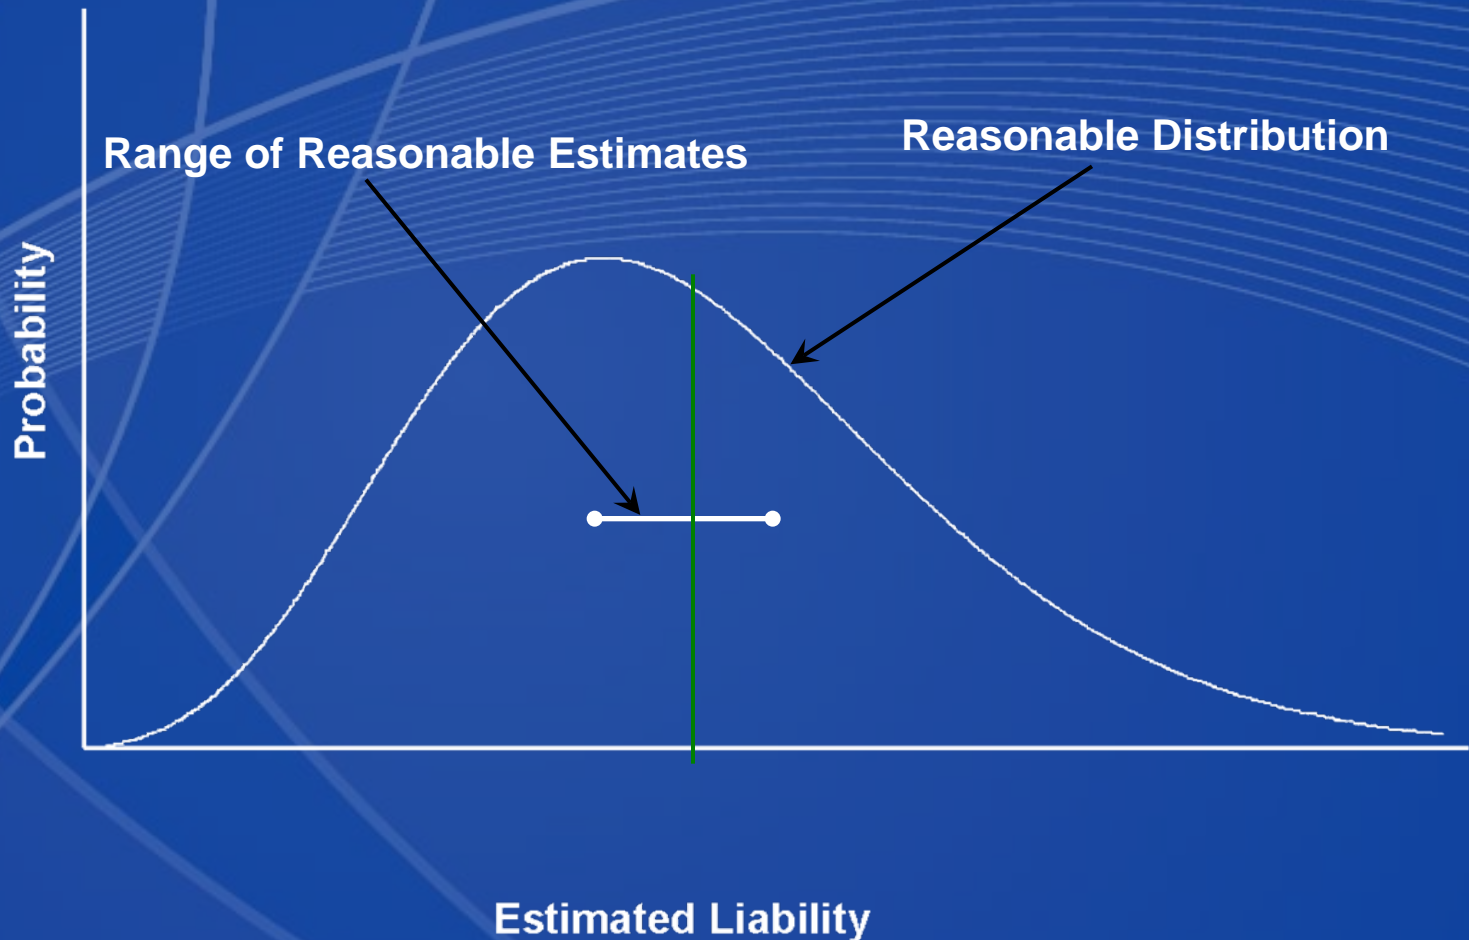 Range of Reasonable Estimates
Reasonable Distribution
Probability
Estimated Liability